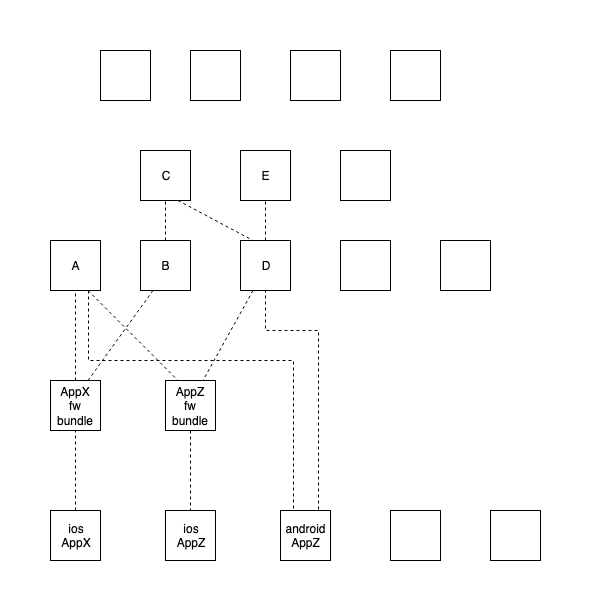 C
E
A
B
D
AppX
fw
bundle
AppZ
fw
bundle
ios
AppX
ios
AppZ
android
AppZ